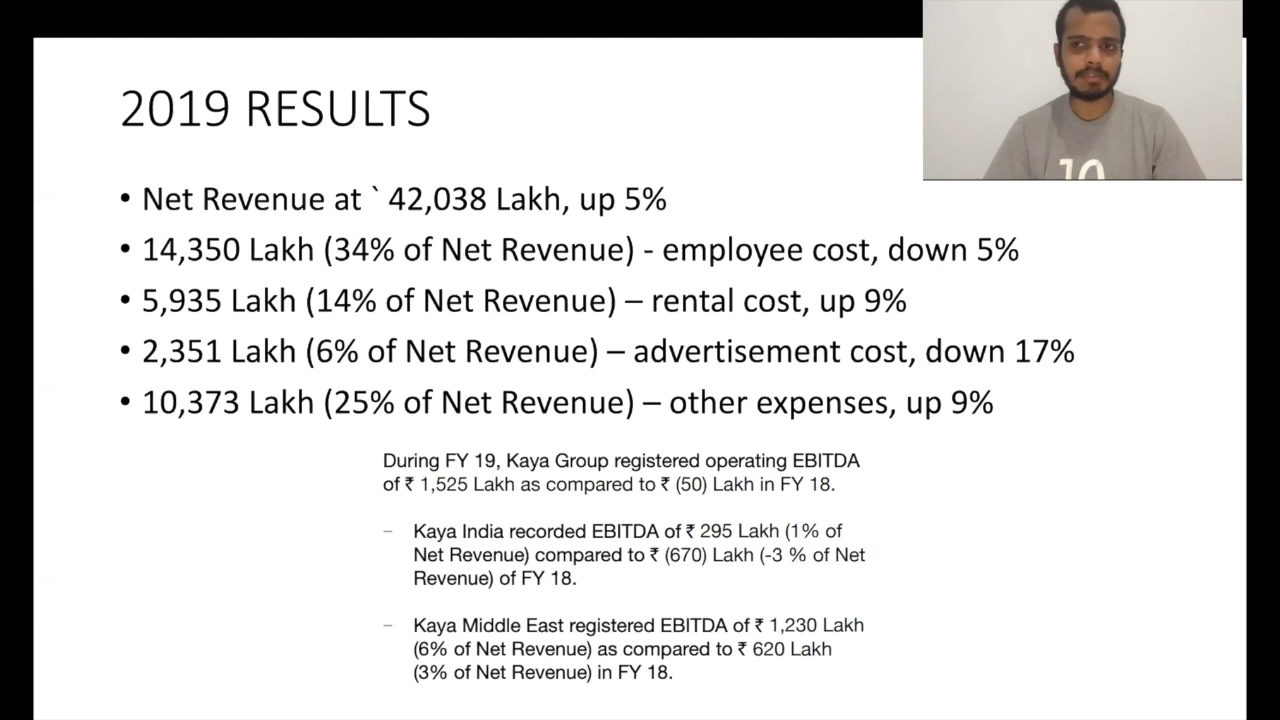 2019 RESULTS
• Net Revenue at ` 42,038 Lakh, up 5%
• 14,350 Lakh (34% of Net Revenue) - employee cost, down 5%
• 5,935 Lakh (14% of Net Revenue) – rental cost, up 9%
• 2,351 Lakh (6% of Net Revenue) – advertisement cost, down 17%
• 10,373 Lakh (25% of Net Revenue) – other expenses, up 9%
During FY 19, Kaya Group registered operating EBITDA
of ₹ 1,525 Lakh as compared to ₹ (50) Lakh in FY 18.
– Kaya India recorded EBITDA of ₹ 295 Lakh (1% of
Net Revenue) compared to ₹ (670) Lakh (-3 % of Net
Revenue) of FY 18.
– Kaya Middle East registered EBITDA of ₹ 1,230 Lakh
(6% of Net Revenue) as compared to ₹ 620 Lakh
(3% of Net Revenue) in FY 18.